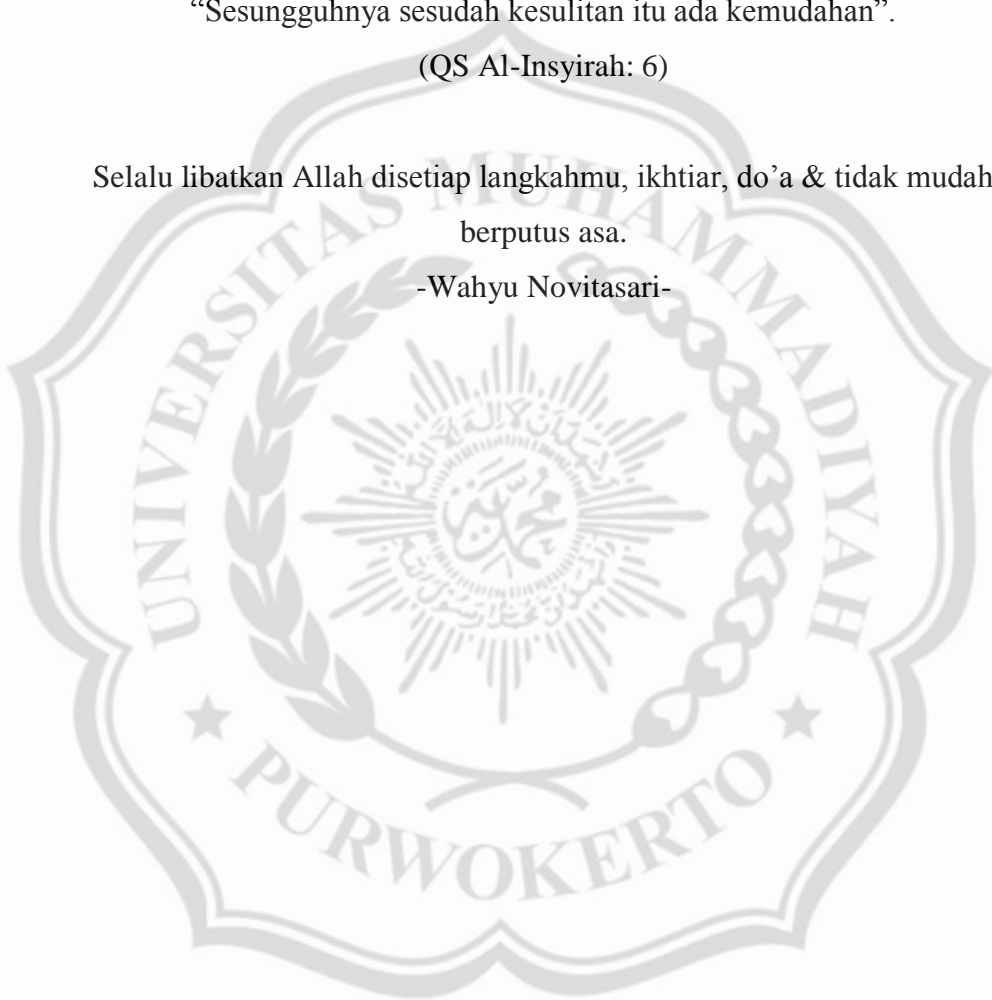 “Sesungguhnya sesudah kesulitan itu ada kemudahan”.
(QS Al-Insyirah: 6)
Selalu libatkan Allah disetiap langkahmu, ikhtiar, do’a & tidak mudah
berputus asa.
-Wahyu Novitasari-
UNIVERSITAS MUHAMMADIYAH
PURWOKERTO
محمد